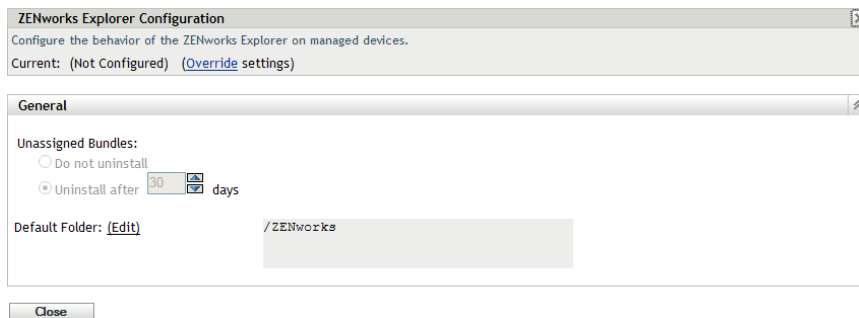 ZENworks Explorer Configuration
Configure the behavior of the ZENworks Explorer on managed devices.
Current: (Not Configured) (Override settings)
General
Unassigned Bundles:
Do not uninstall
Uninstall after 30 days
Default Folder: (Edit) /ZENworks
Close